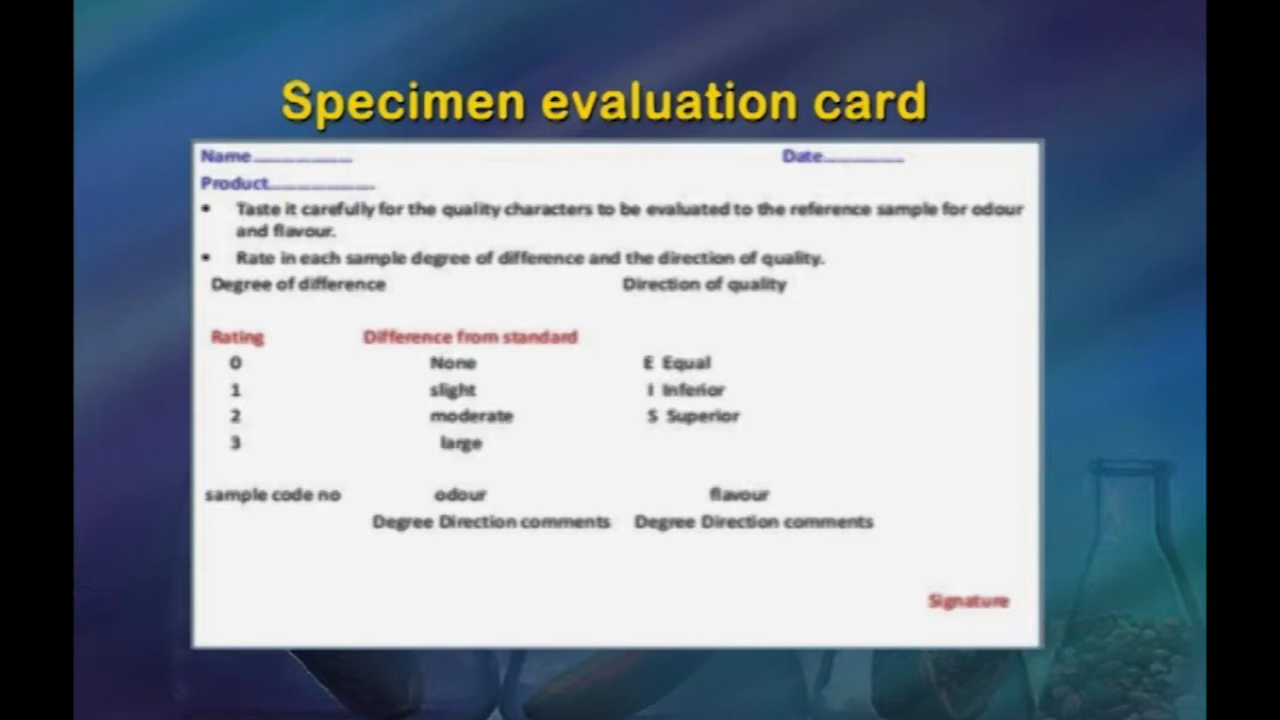 Specimen evaluation card
Name.................... Date................
Product.....................
• Taste it carefully for the quality characters to be evaluated to the reference sample for odour
and flavour.
• Rate in each sample degree of difference and the direction of quality.
Degree of difference Direction of quality
Rating Difference from standard
0 None E Equal
1 slight I Inferior
2 moderate S Superior
3 large
sample code no odour flavour
Degree Direction comments Degree Direction comments
Signature